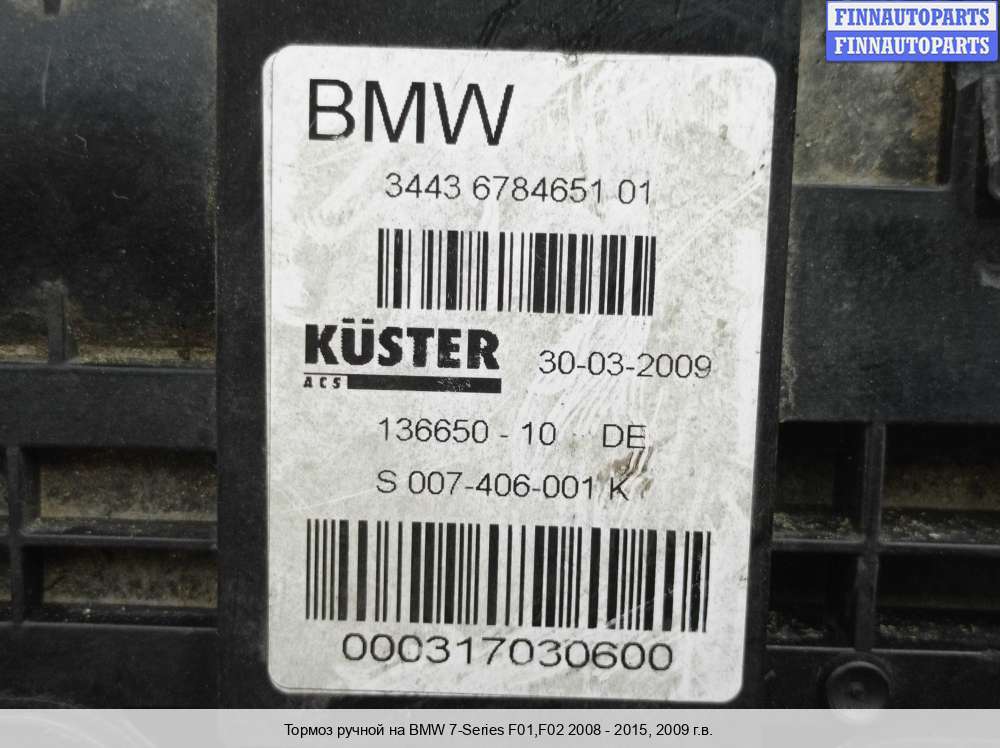 FINNAUTOPARTS
FINNAUTOPARTS
BMW
3443 6784651 01
KÜSTER
ACS
30-03-2009
136650 - 10 DE
S 007-406-001 K
000317030600
Тормоз ручной на BMW 7-Series F01,F02 2008 - 2015, 2009 г.в.